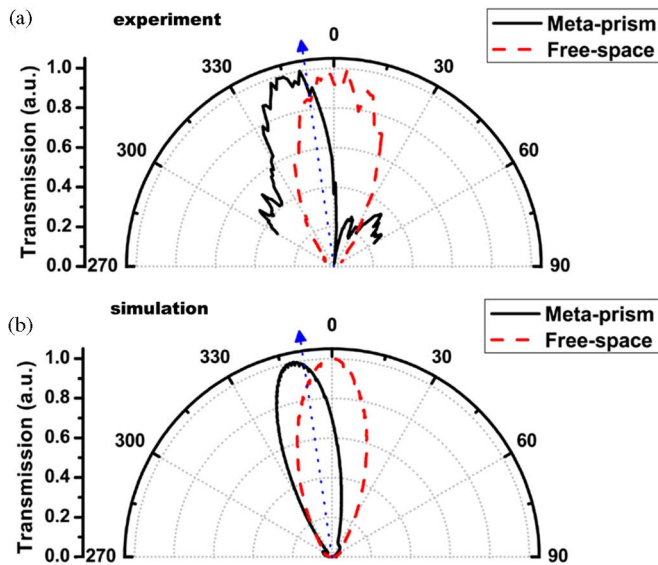 (a)
experiment
Meta-prism
Free-space
0
330
30
300
60
270
90
1.0
0.8
0.6
0.4
0.2
0.0
Transmission (a.u.)
(b)
simulation
Meta-prism
Free-space
0
330
30
300
60
270
90
1.0
0.8
0.6
0.4
0.2
0.0
Transmission (a.u.)